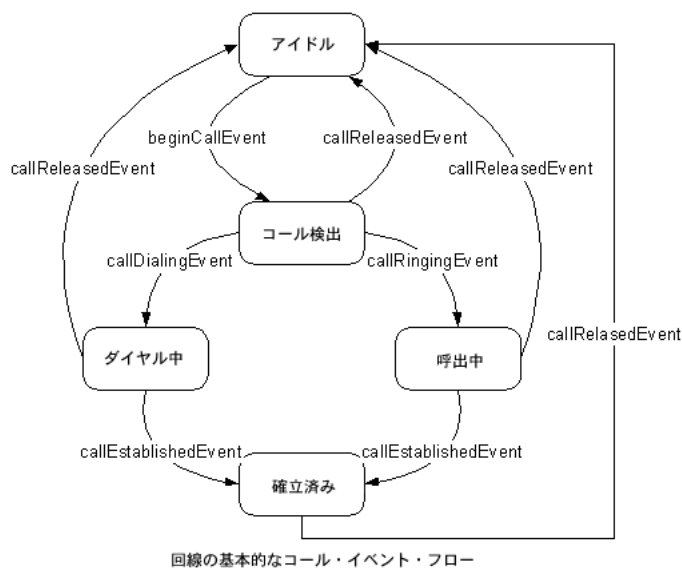 アイドル
beginCallEvent
callReleasedEvent
callReleasedEvent
callReleasedEvent
コール検出
callDialingEvent
callRingingEvent
callRelasedEvent
ダイヤル中
呼出中
callEstablishedEvent
callEstablishedEvent
確立済み
回線の基本的なコール・イベント・フロー